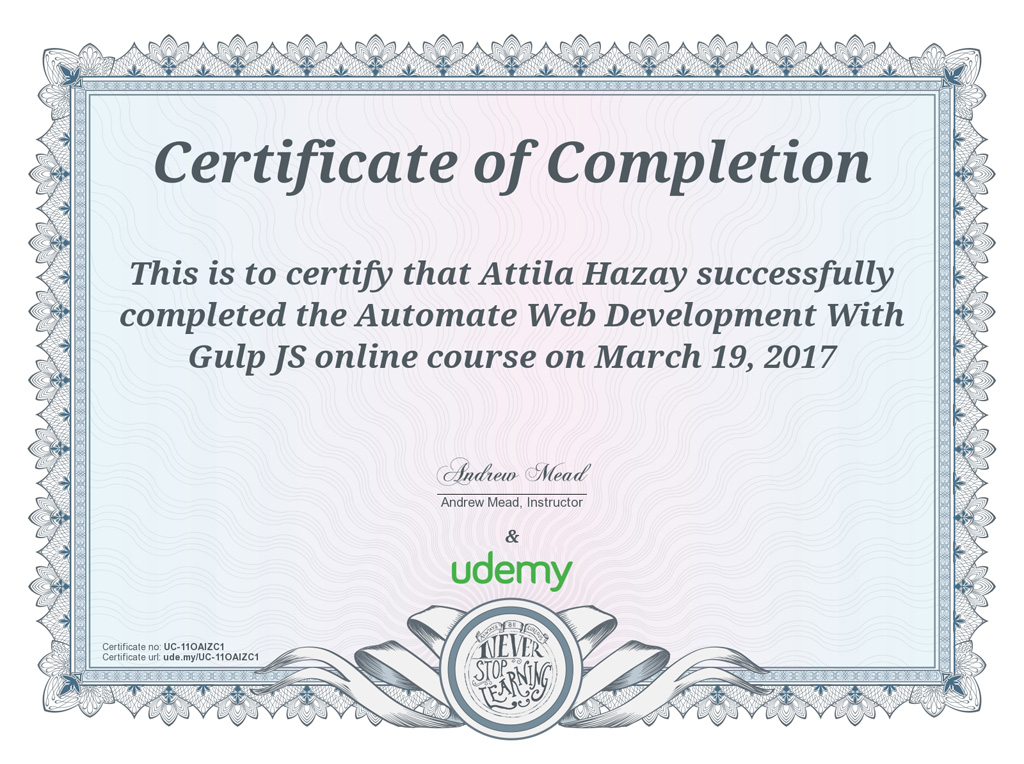 Certificate of Completion
This is to certify that Attila Hazay successfully
completed the Automate Web Development With
Gulp JS online course on March 19, 2017
Andrew Mead
Andrew Mead, Instructor
&
udemy
Certificate no: UC-11OAIZC1
Certificate url: ude.my/UC-11OAIZC1
NEVER
STOP
LEARNING